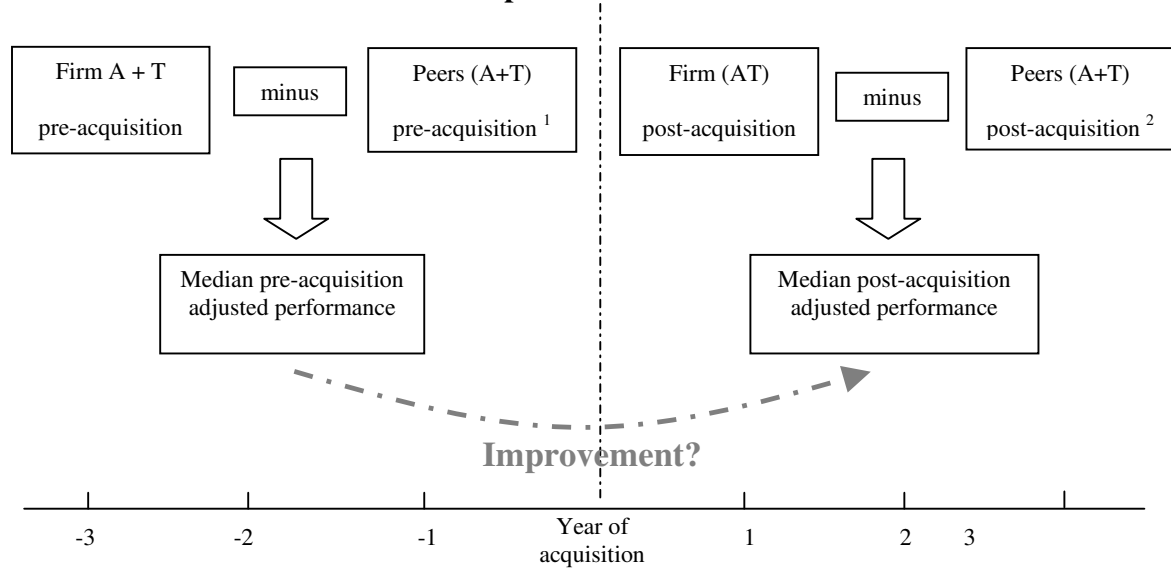 Firm A + T
pre-acquisition
minus
Peers (A+T)
pre-acquisition 1
Firm (AT)
post-acquisition
minus
Peers (A+T)
post-acquisition 2
Median pre-acquisition
adjusted performance
Median post-acquisition
adjusted performance
Improvement?
-3
-2
-1
Year of
acquisition
1
2
3